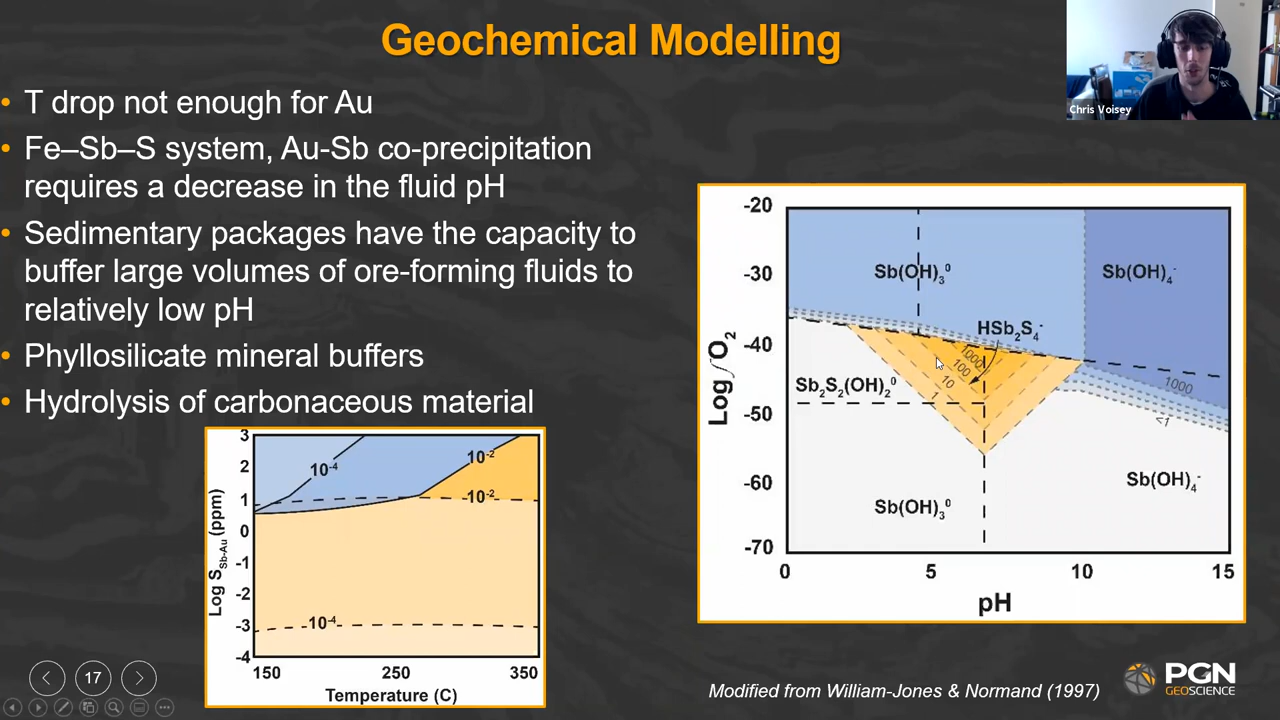 Geochemical Modelling
Chris Voisey
• T drop not enough for Au
• Fe–Sb–S system, Au-Sb co-precipitation
requires a decrease in the fluid pH
• Sedimentary packages have the capacity to
buffer large volumes of ore-forming fluids to
relatively low pH
• Phyllosilicate mineral buffers
• Hydrolysis of carbonaceous material
3
2
1
0
-1
-2
-3
-4
Log S Sb-Au (ppm)
10⁻⁴
10⁻²
10⁻²
10⁻⁴
150
250
350
Temperature (C)
-20
-30
-40
-50
-60
-70
Log ƒO₂
Sb(OH)₃⁰
Sb(OH)₄⁻
HSb₂S₄⁻
1000
100
10
1
Sb₂S₂(OH)₂⁰
1000
<1
Sb(OH)₃⁰
Sb(OH)₄⁻
0
5
10
15
pH
17
Modified from William-Jones & Normand (1997)
PGN
GEOSCIENCE